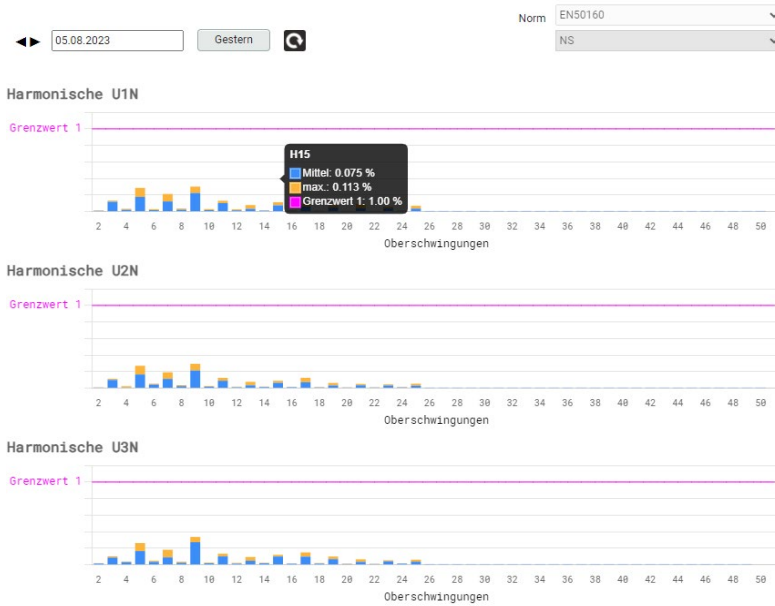 Norm EN50160
05.08.2023 Gestern NS
Harmonische U1N
Grenzwert 1
H15
Mittel: 0.075 %
max.: 0.113 %
Grenzwert 1: 1.00 %
2 4 6 8 10 12 14 16 18 20 22 24 26 28 30 32 34 36 38 40 42 44 46 48 50
Oberschwingungen
Harmonische U2N
Grenzwert 1
2 4 6 8 10 12 14 16 18 20 22 24 26 28 30 32 34 36 38 40 42 44 46 48 50
Oberschwingungen
Harmonische U3N
Grenzwert 1
2 4 6 8 10 12 14 16 18 20 22 24 26 28 30 32 34 36 38 40 42 44 46 48 50
Oberschwingungen